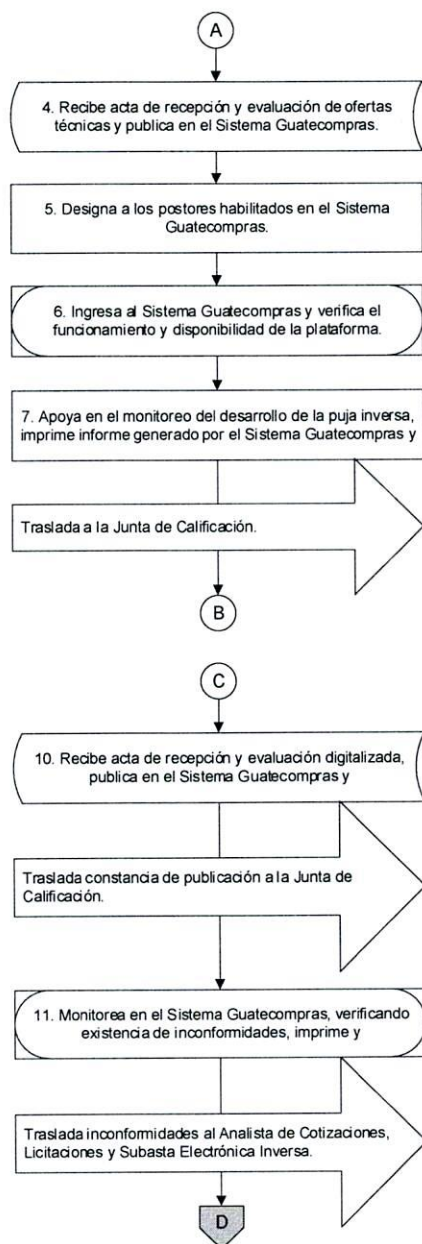 A
4. Recibe acta de recepción y evaluación de ofertas
técnicas y publica en el Sistema Guatecompras.
5. Designa a los postores habilitados en el Sistema
Guatecompras.
6. Ingresa al Sistema Guatecompras y verifica el
funcionamiento y disponibilidad de la plataforma.
7. Apoya en el monitoreo del desarrollo de la puja inversa,
imprime informe generado por el Sistema Guatecompras y
Traslada a la Junta de Calificación.
B
C
10. Recibe acta de recepción y evaluación digitalizada,
publica en el Sistema Guatecompras y
Traslada constancia de publicación a la Junta de
Calificación.
11. Monitorea en el Sistema Guatecompras, verificando
existencia de inconformidades, imprime y
Traslada inconformidades al Analista de Cotizaciones,
Licitaciones y Subasta Electrónica Inversa.
D